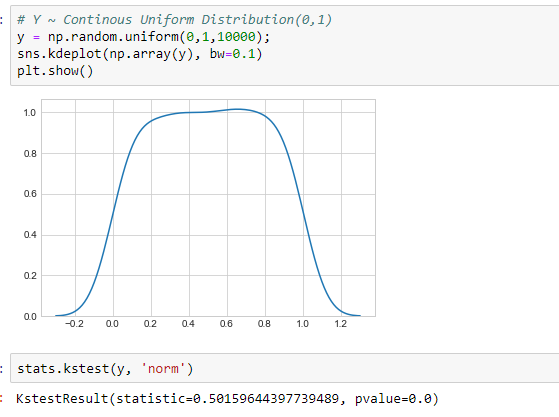 # Y ~ Continous Uniform Distribution(0,1)
y = np.random.uniform(0,1,10000);
sns.kdeplot(np.array(y), bw=0.1)
plt.show()
1.0
0.8
0.6
0.4
0.2
0.0
−0.2 0.0 0.2 0.4 0.6 0.8 1.0 1.2
: stats.kstest(y, 'norm')
: KstestResult(statistic=0.50159644397739489, pvalue=0.0)